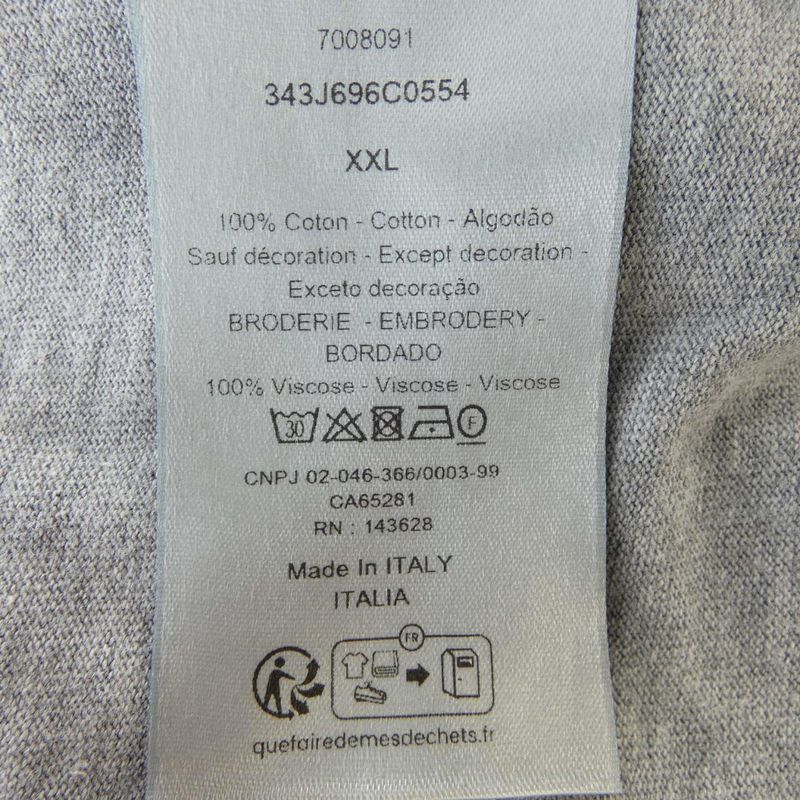 7008091
343J696C0554
XXL
100% Coton - Cotton - Algodão
Sauf décoration - Except decoration -
Exceto decoração
BRODERIE - EMBRODERY -
BORDADO
100% Viscose - Viscose - Viscose
30 F
CNPJ 02-046-366/0003-99
CA65281
RN : 143628
Made In ITALY
ITALIA
FR
quefairedemesdechets.fr